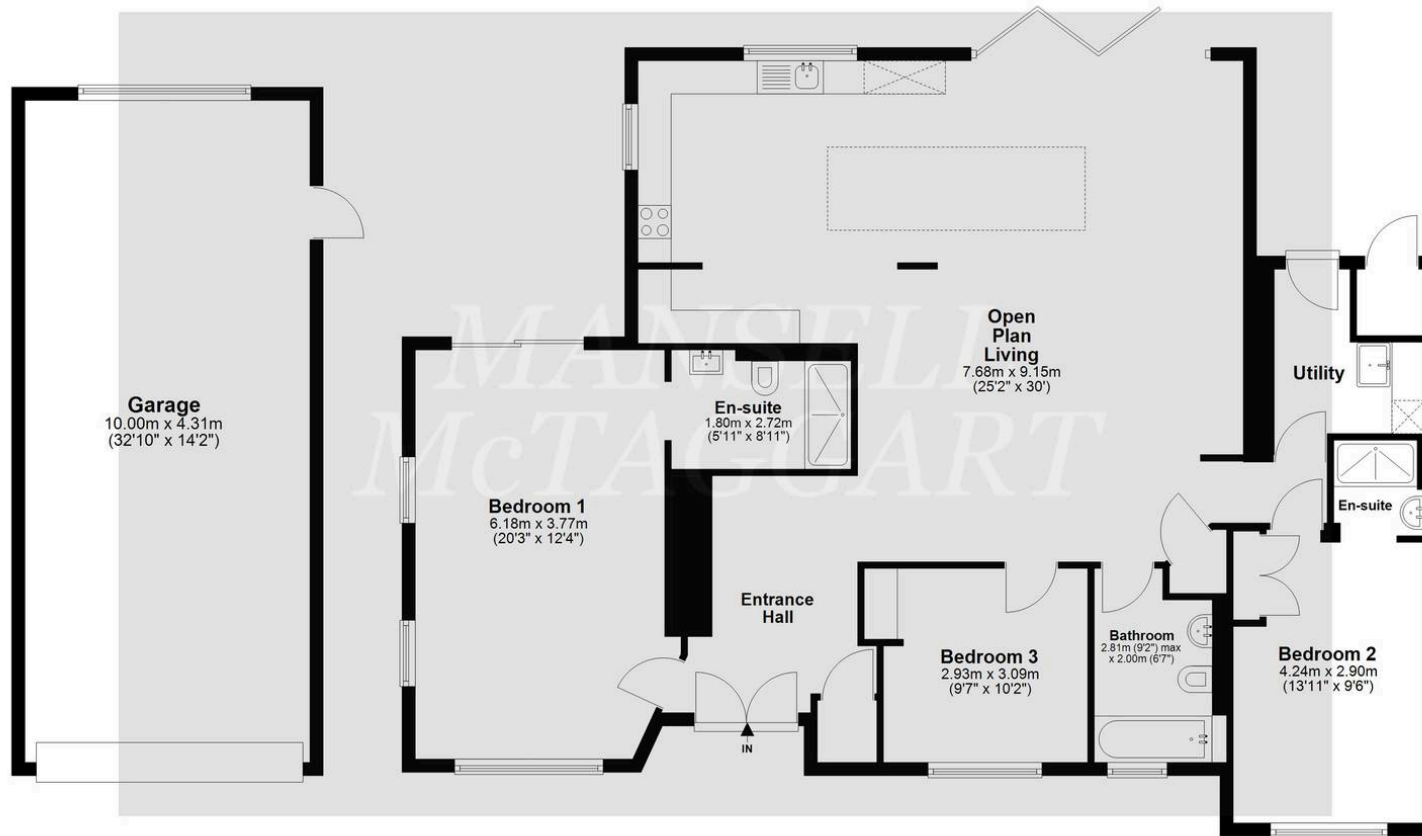 MANSELL
McTAGGART
Garage
10.00m x 4.31m
(32'10" x 14'2")
Open
Plan
Living
7.68m x 9.15m
(25'2" x 30')
Utility
En-suite
1.80m x 2.72m
(5'11" x 8'11")
En-suite
Bedroom 1
6.18m x 3.77m
(20'3" x 12'4")
Entrance
Hall
IN
Bedroom 3
2.93m x 3.09m
(9'7" x 10'2")
Bathroom
2.81m (9'2") max
x 2.00m (6'7")
Bedroom 2
4.24m x 2.90m
(13'11" x 9'6")